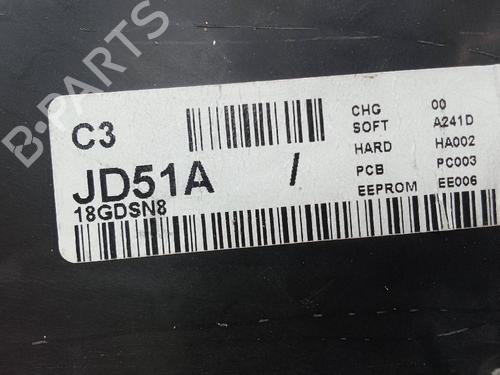 B-PARTS
C3
JD51A /
18GDSN8
CHG 00
SOFT A241D
HARD HA002
PCB PC003
EEPROM EE006